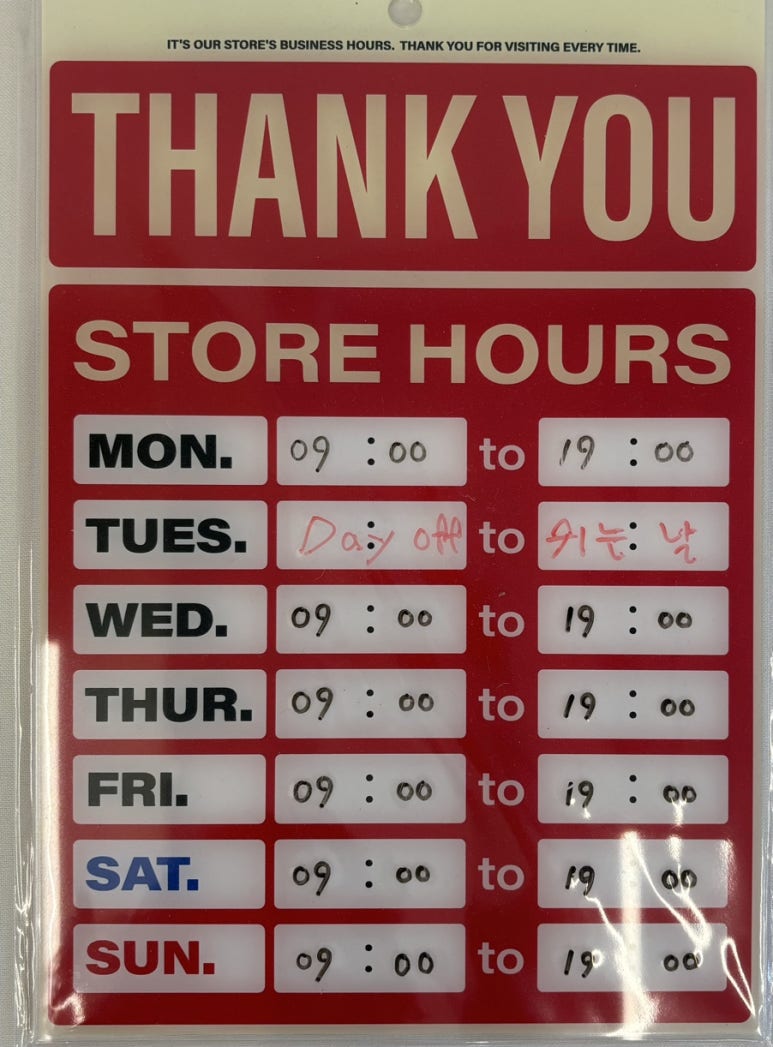 IT'S OUR STORE'S BUSINESS HOURS. THANK YOU FOR VISITING EVERY TIME.
THANK YOU
STORE HOURS
MON. 09 : 00 to 19 : 00
TUES. Day : off to 쉬는 : 날
WED. 09 : 00 to 19 : 00
THUR. 09 : 00 to 19 : 00
FRI. 09 : 00 to 19 : 00
SAT. 09 : 00 to 19 : 00
SUN. 09 : 00 to 19 : 00